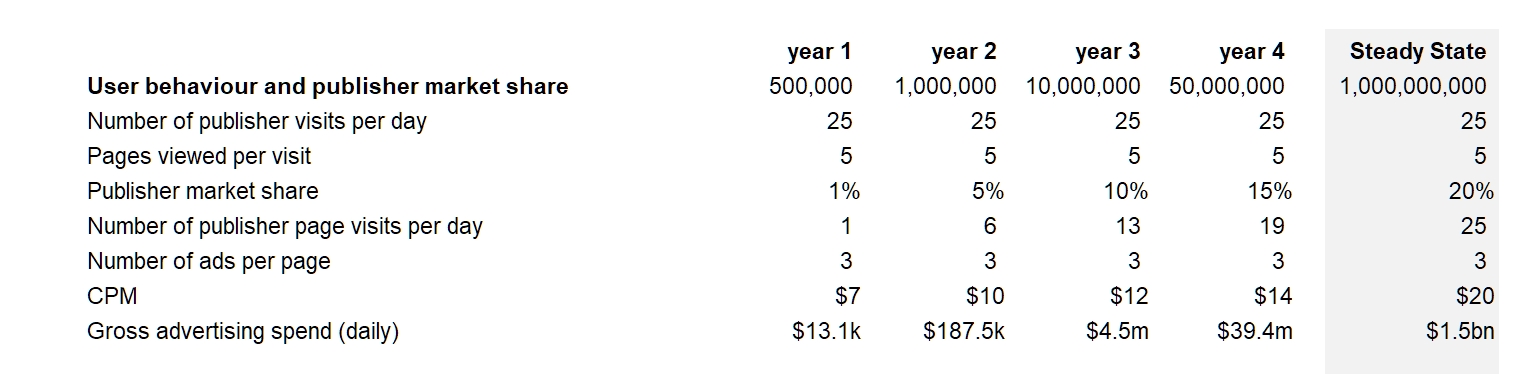 year 1 year 2 year 3 year 4 Steady State
User behaviour and publisher market share 500,000 1,000,000 10,000,000 50,000,000 1,000,000,000
Number of publisher visits per day 25 25 25 25 25
Pages viewed per visit 5 5 5 5 5
Publisher market share 1% 5% 10% 15% 20%
Number of publisher page visits per day 1 6 13 19 25
Number of ads per page 3 3 3 3 3
CPM $7 $10 $12 $14 $20
Gross advertising spend (daily) $13.1k $187.5k $4.5m $39.4m $1.5bn